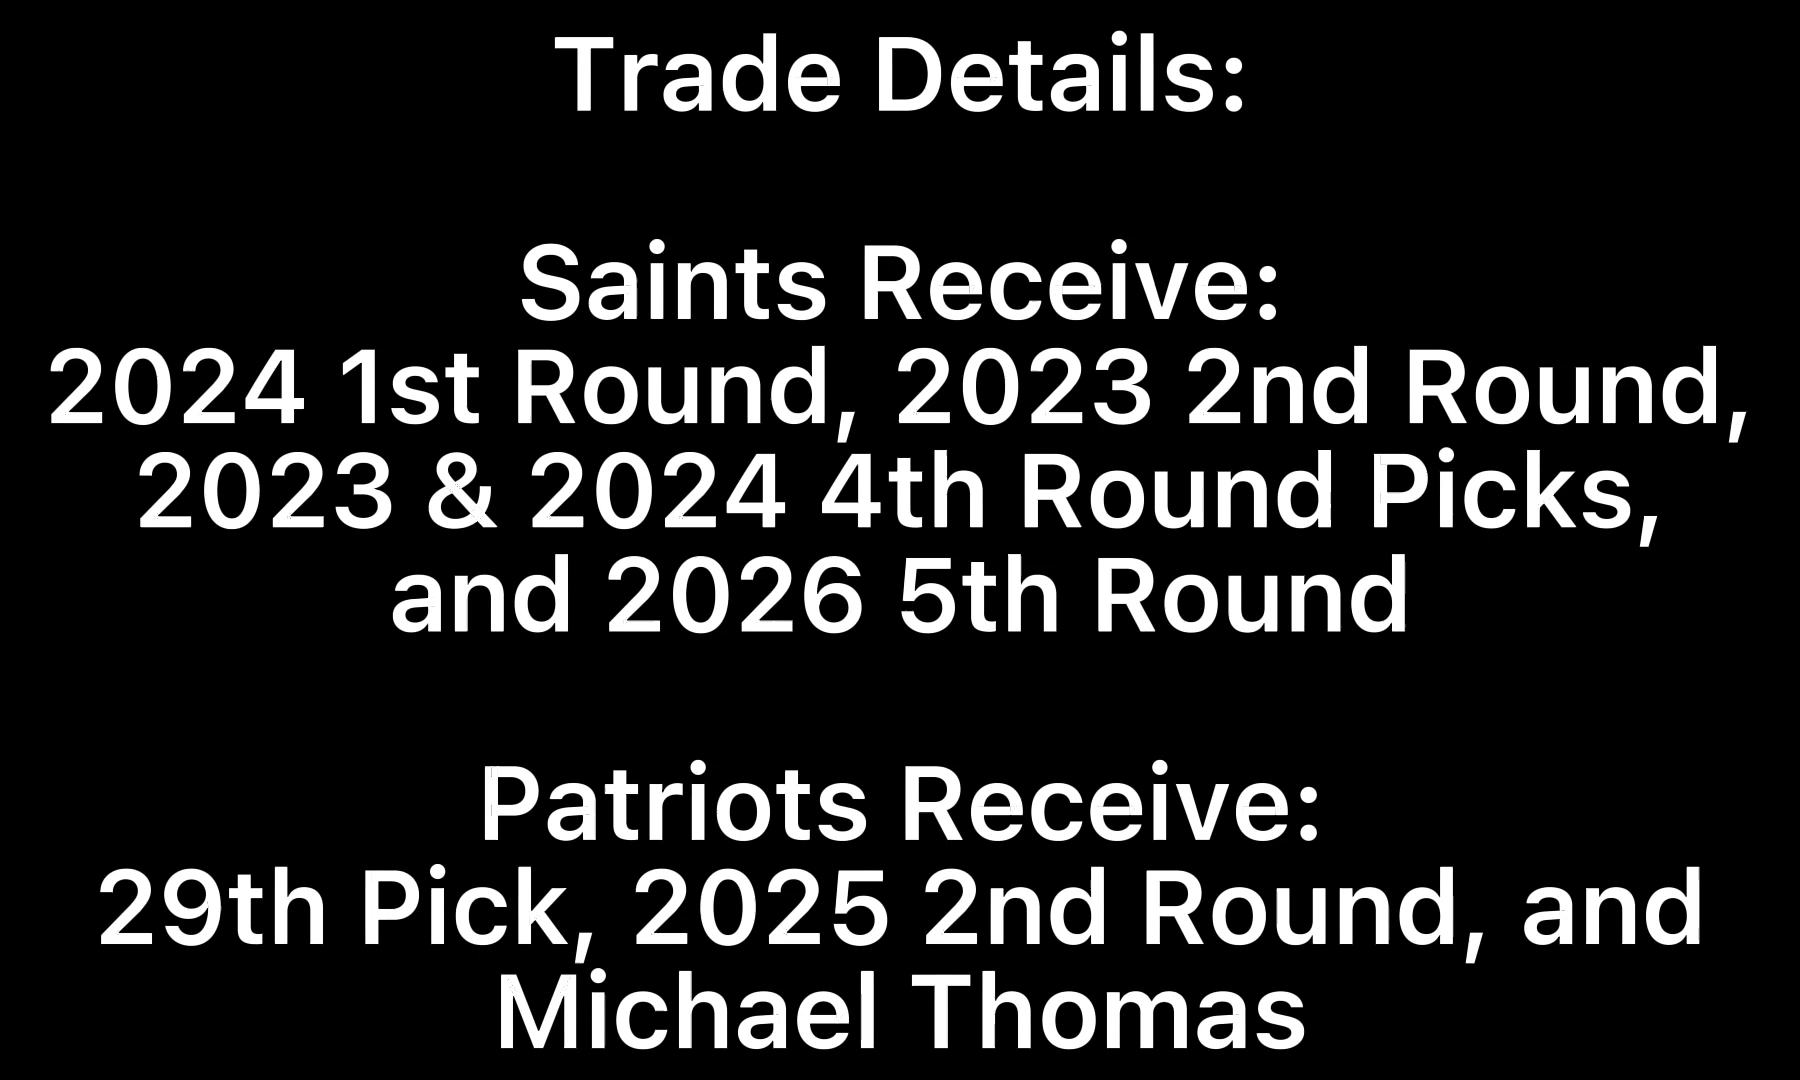 Trade Details:
Saints Receive:
2024 1st Round, 2023 2nd Round,
2023 & 2024 4th Round Picks,
and 2026 5th Round
Patriots Receive:
29th Pick, 2025 2nd Round, and
Michael Thomas